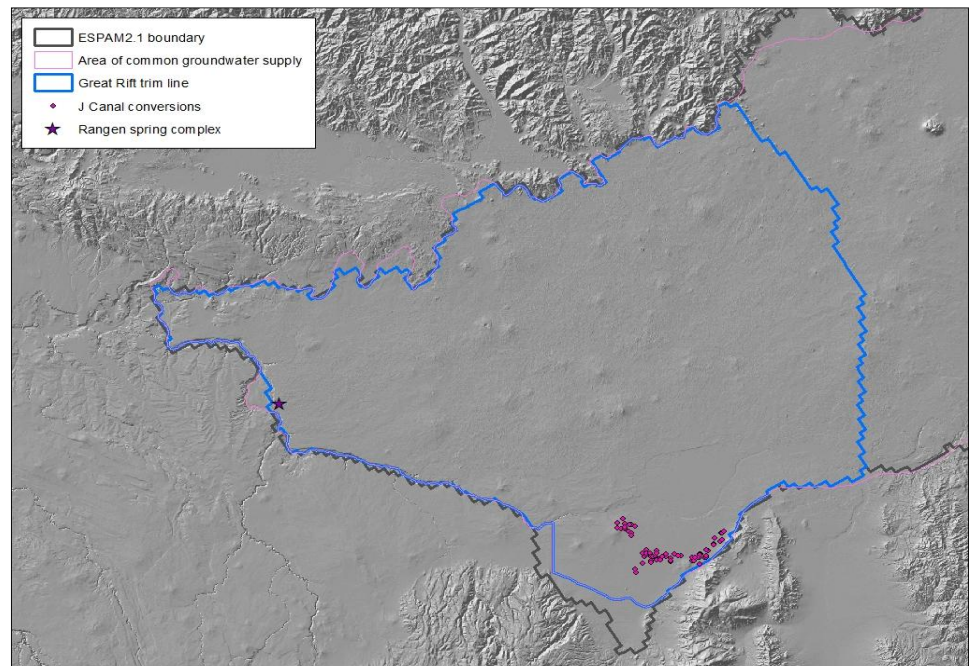 ESPAM2.1 boundary
Area of common groundwater supply
Great Rift trim line
J Canal conversions
Rangen spring complex